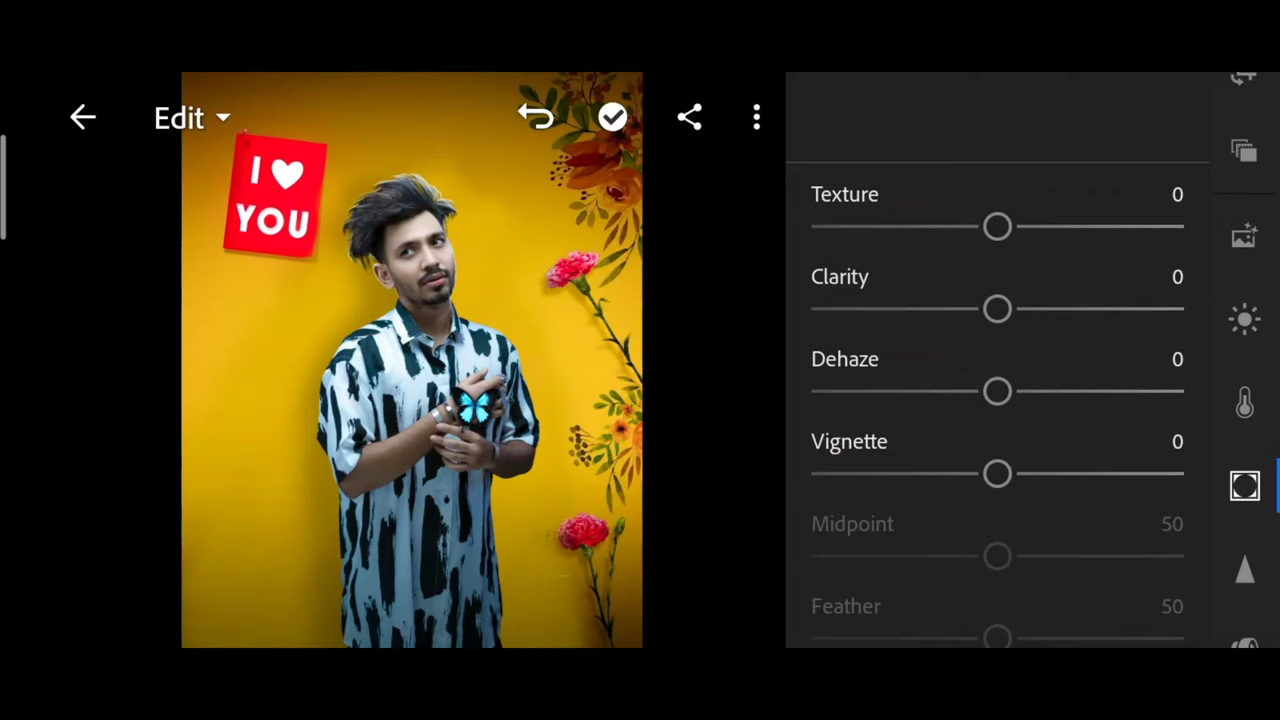 Edit
I
YOU
Texture 0
Clarity 0
Dehaze 0
Vignette 0
Midpoint 50
Feather 50